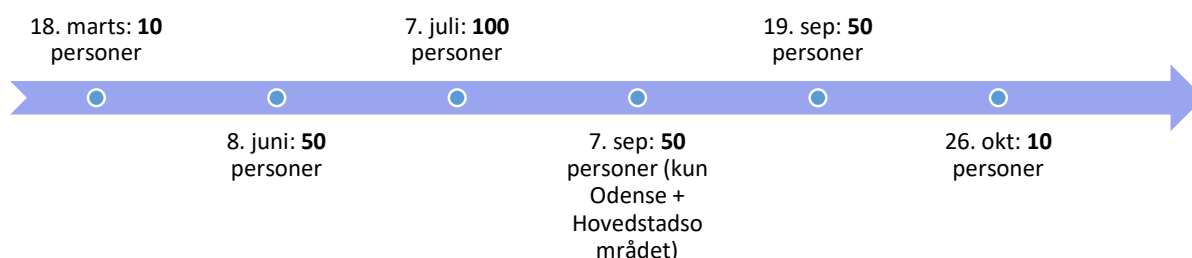 18. marts: 10
personer
8. juni: 50
personer
7. juli: 100
personer
7. sep: 50
personer (kun
Odense +
Hovedstadso
mrådet)
19. sep: 50
personer
26. okt: 10
personer